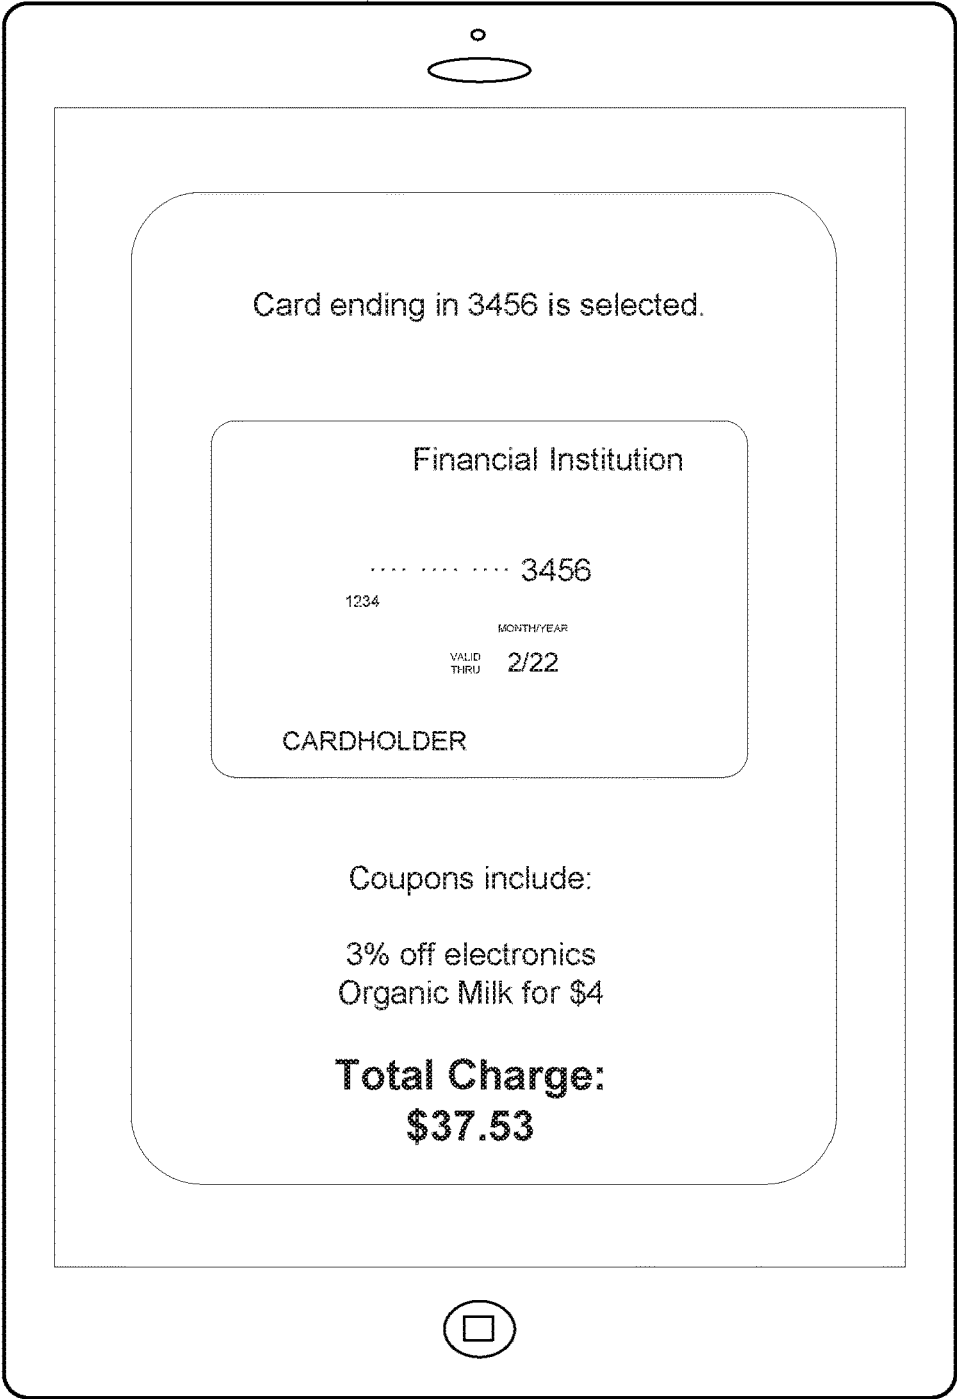 Card ending in 3456 is selected.
Financial Institution
.... .... .... 3456
1234
MONTH/YEAR
VALID
THRU 2/22
CARDHOLDER
Coupons include:
3% off electronics
Organic Milk for $4
Total Charge:
$37.53